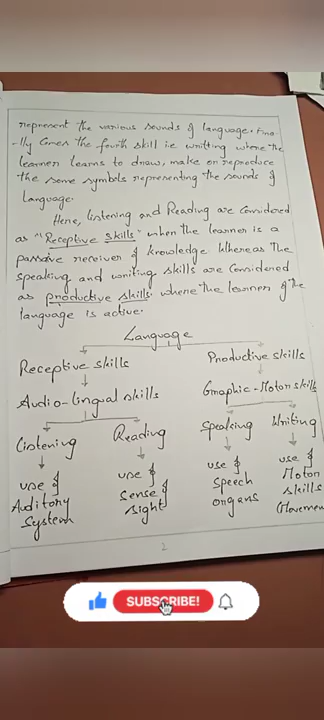 represent the various sounds of language. Fina
-lly comes the fourth skill i.e writting where the
learner learns to draw, make or reproduce
the same symbols representing the sounds of
language.
Here, listening and Reading are considered
as "Receptive skills" when the learner is a
passive receiver of knowledge whereas the
speaking and writing skills are considered
as productive skills where the learner of the
language is active.
Language
Receptive skills Productive skills
Audio-lingual skills Graphic-Motor skills
Listening Reading Speaking Writing
use of Auditory System
use of Sense of sight
use of Speech organs
use of Motor skills (Movemen
2
SUBSCRIBE!